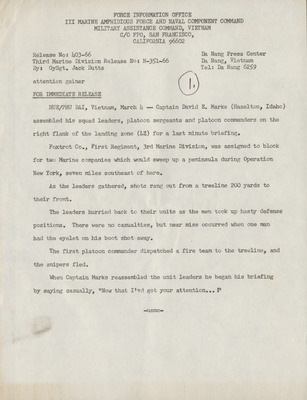 FORCE INFORMATION OFFICE
III MARINE AMPHIBIOUS FORCE AND NAVAL COMPONENT COMMAND
MILITARY ASSISTANCE COMMAND, VIETNAM
C/O FPO, SAN FRANCISCO,
CALIFORNIA 96602
Release No: 403-66
Da Nang Press Center
Third Marine Division Release No: N-351-66
Da Nang, Vietnam
By: GySgt. Jack Butts
Tel: Da Nang 6259
attention gainer
1
FOR IMMEDIATE RELEASE
HUE/PHU BAI, Vietnam, March 4 -- Captain David E. Marks (Hazelton, Idaho)
assembled his squad leaders, platoon sergeants and platoon commanders on the
right flank of the landing zone (LZ) for a last minute briefing.
Foxtrot Co., First Regiment, 3rd Marine Division, was assigned to block
for two Marine companies which would sweep up a peninsula during Operation
New York, seven miles southeast of here.
As the leaders gathered, shots rang out from a treeline 200 yards to
their front.
The leaders hurried back to their units as the men took up hasty defense
positions. There were no casualties, but near miss occurred when one man
had the eyelet on his boot shot away.
The first platoon commander dispatched a fire team to the treeline, and
the snipers fled.
When Captain Marks reassembled the unit leaders he began his briefing
by saying casually, "Now that I've got your attention...